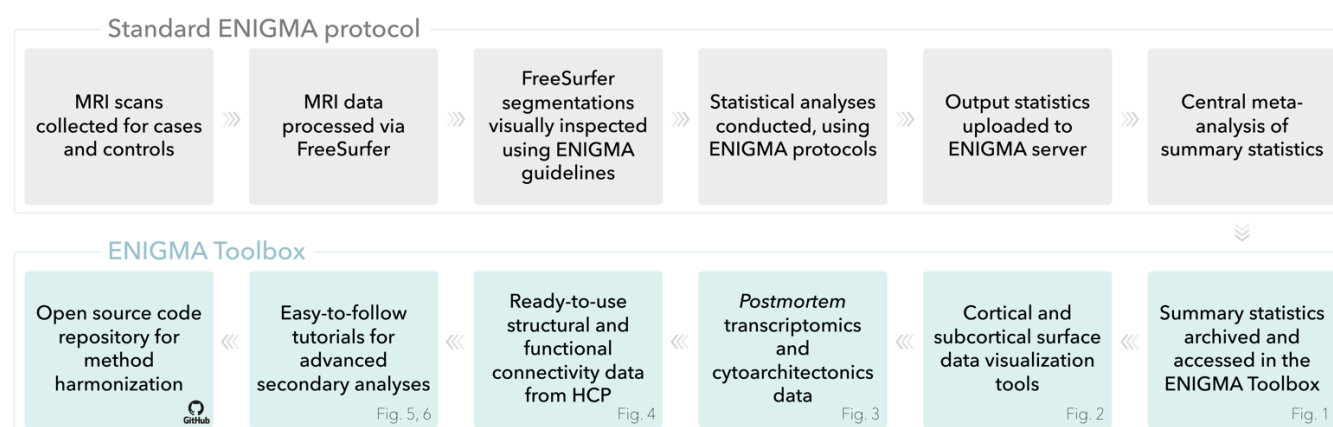 Standard ENIGMA protocol
MRI scans
collected for cases
and controls
MRI data
processed via
FreeSurfer
FreeSurfer
segmentations
visually inspected
using ENIGMA
guidelines
Statistical analyses
conducted, using
ENIGMA protocols
Output statistics
uploaded to
ENIGMA server
Central meta-
analysis of
summary statistics
ENIGMA Toolbox
Open source code
repository for
method
harmonization
GitHub
Easy-to-follow
tutorials for
advanced
secondary analyses
Fig. 5, 6
Ready-to-use
structural and
functional
connectivity data
from HCP
Fig. 4
Postmortem
transcriptomics
and
cytoarchitectonics
data
Fig. 3
Cortical and
subcortical surface
data visualization
tools
Fig. 2
Summary statistics
archived and
accessed in the
ENIGMA Toolbox
Fig. 1